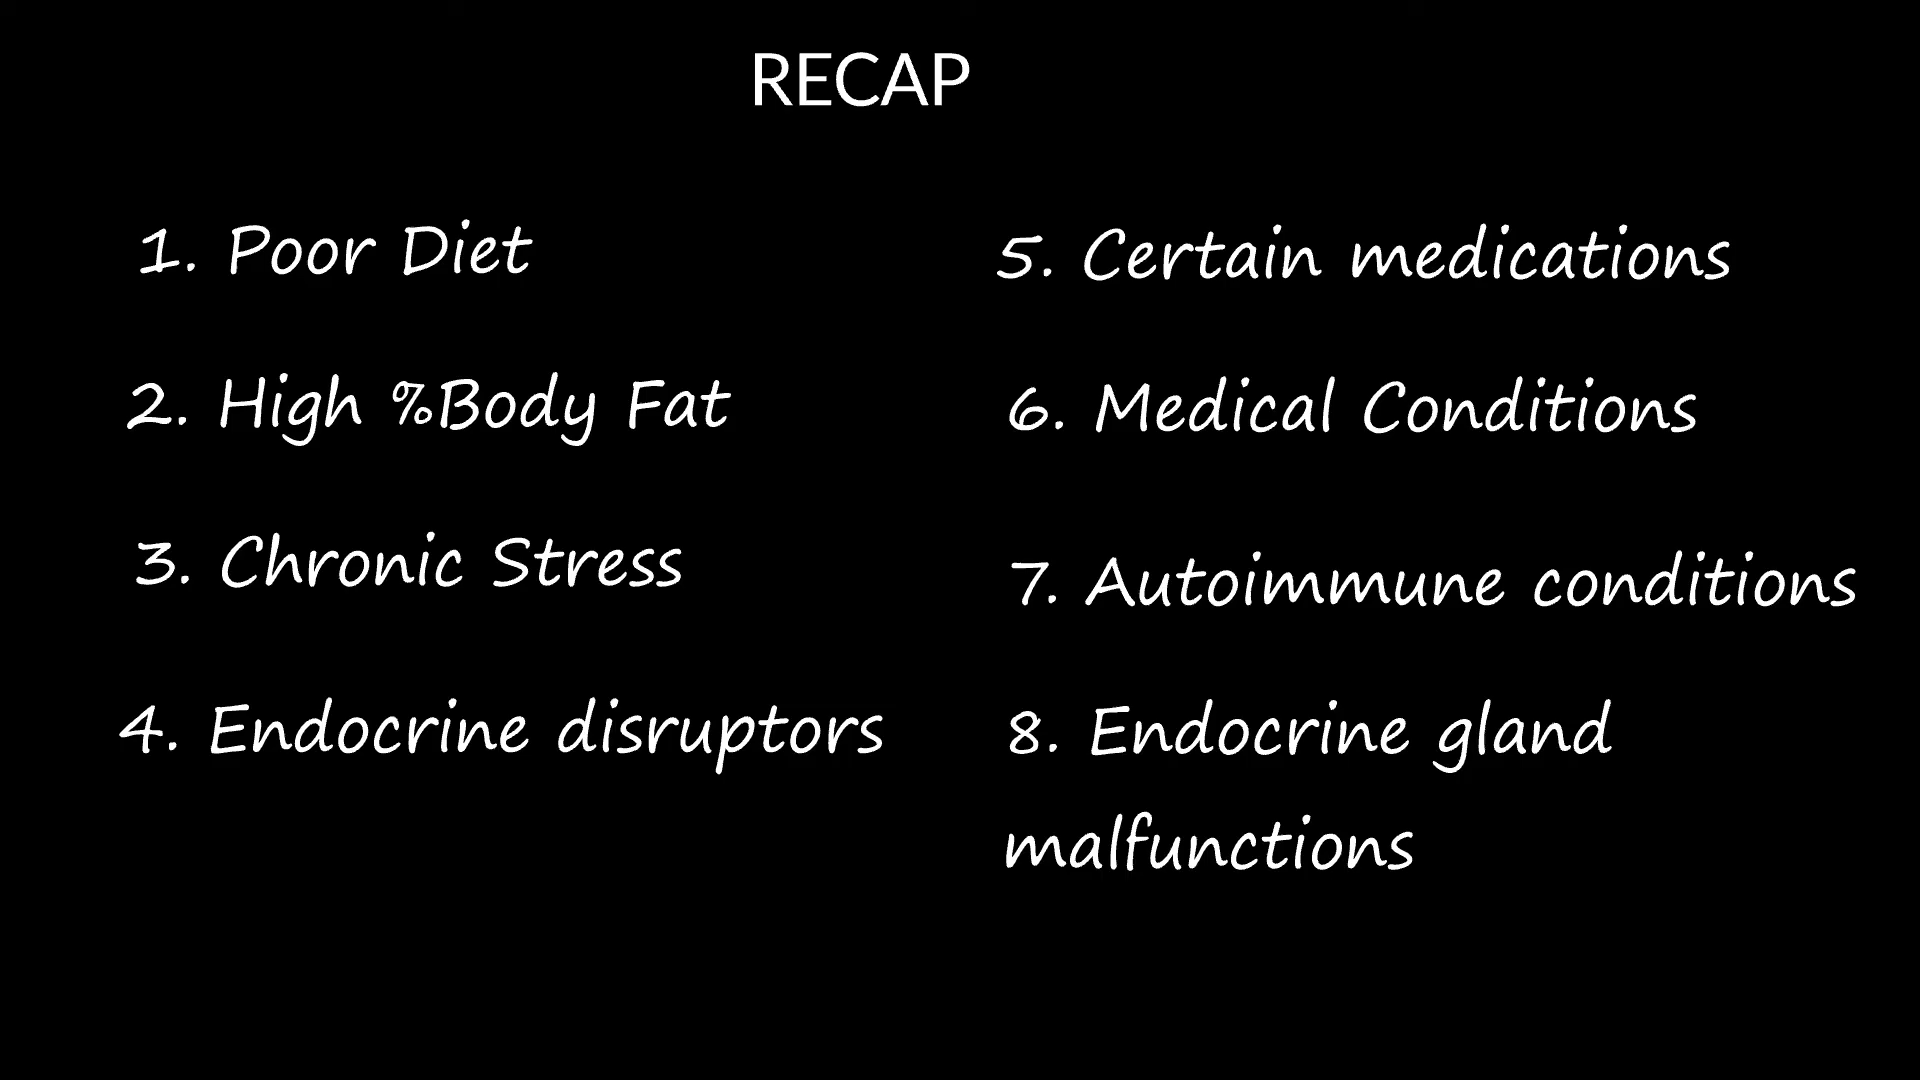 RECAP
1. Poor Diet
2. High %Body Fat
3. Chronic Stress
4. Endocrine disruptors
5. Certain medications
6. Medical Conditions
7. Autoimmune conditions
8. Endocrine gland
malfunctions